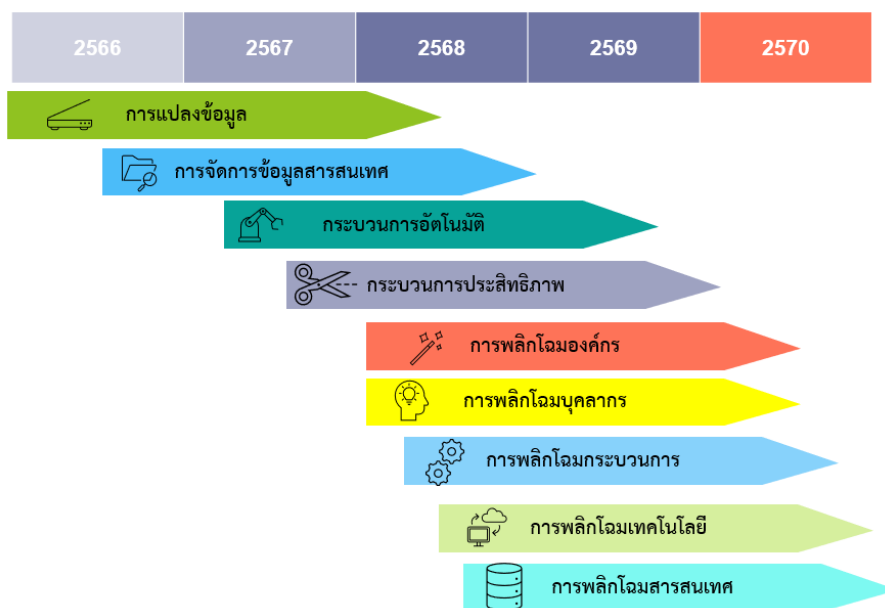 2566 2567 2568 2569 2570
การแปลงข้อมูล
การจัดการข้อมูลสารสนเทศ
กระบวนการอัตโนมัติ
กระบวนการประสิทธิภาพ
การพลิกโฉมองค์กร
การพลิกโฉมบุคลากร
การพลิกโฉมกระบวนการ
การพลิกโฉมเทคโนโลยี
การพลิกโฉมสารสนเทศ